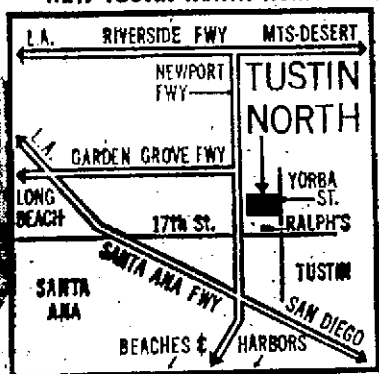 L.A. RIVERSIDE FWY MTS-DESERT
NEWPORT
FWY
TUSTIN
NORTH
L.A.
GARDEN GROVE FWY
LONG
BEACH
YORBA
ST.
17TH St.
RALPH'S
SANTA ANA FWY
SANTA
ANA
TUSTIN
SAN DIEGO
BEACHES &
HARBORS